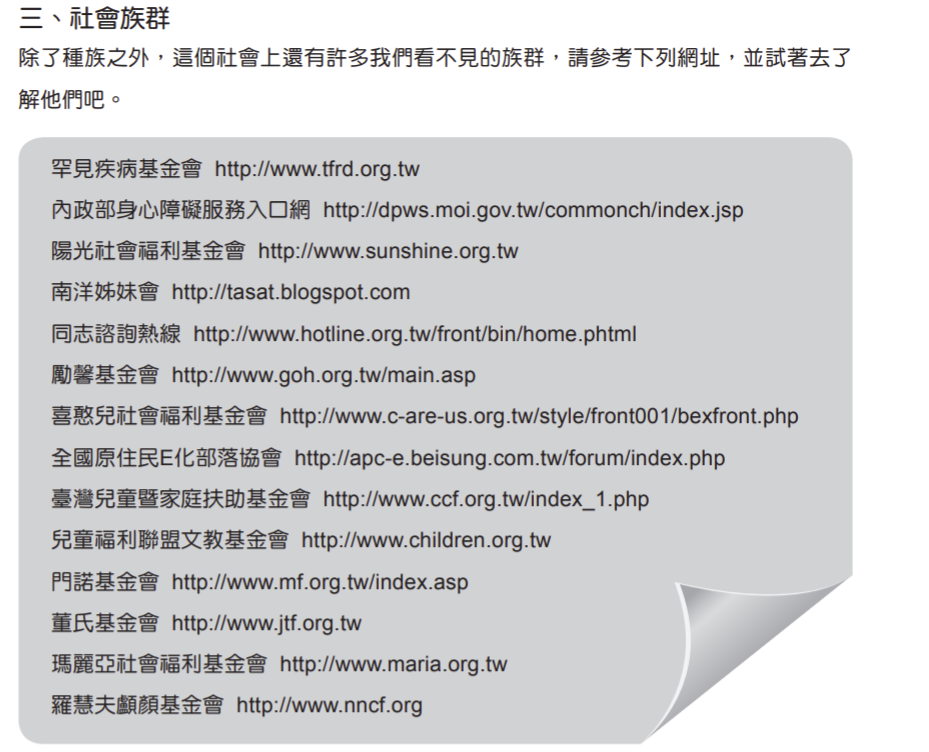 三、社會族群
除了種族之外，這個社會上還有許多我們看不見的族群，請參考下列網址，並試著去了
解他們吧。
罕見疾病基金會 http://www.tfrd.org.tw
內政部身心障礙服務入口網 http://dpws.moi.gov.tw/commonch/index.jsp
陽光社會福利基金會 http://www.sunshine.org.tw
南洋姊妹會 http://tasat.blogspot.com
同志諮詢熱線 http://www.hotline.org.tw/front/bin/home.phtml
勵馨基金會 http://www.goh.org.tw/main.asp
喜憨兒社會福利基金會 http://www.c-are-us.org.tw/style/front001/bexfront.php
全國原住民E化部落協會 http://apc-e.beisung.com.tw/forum/index.php
臺灣兒童暨家庭扶助基金會 http://www.ccf.org.tw/index_1.php
兒童福利聯盟文教基金會 http://www.children.org.tw
門諾基金會 http://www.mf.org.tw/index.asp
董氏基金會 http://www.jtf.org.tw
瑪麗亞社會福利基金會 http://www.maria.org.tw
羅慧夫顱顏基金會 http://www.nncf.org